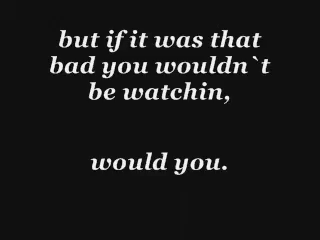 but if it was that
bad you wouldn`t
be watchin,
would you.